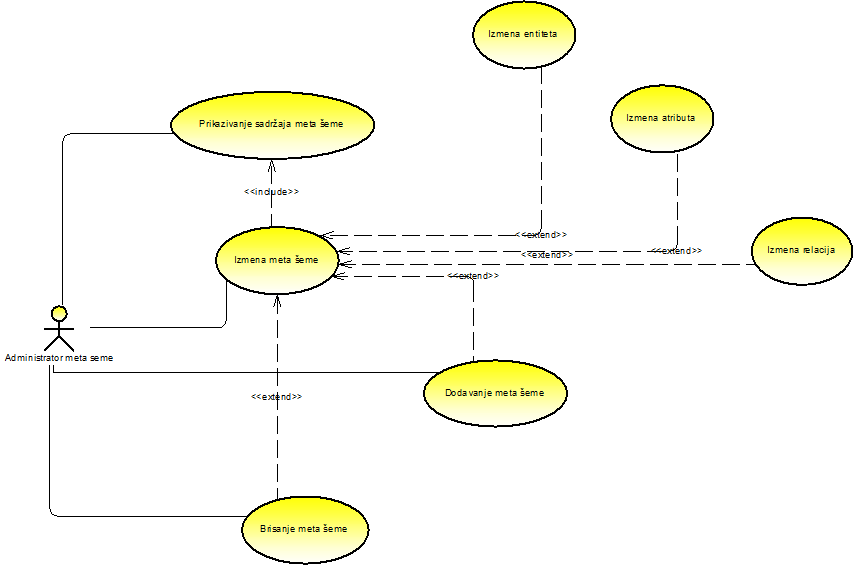 Izmena entiteta
Izmena atributa
Prikazivanje sadržaja meta šeme
<<include>>
<<extend>>
<<extend>>
Izmena relacija
<<extend>>
Izmena meta šeme
<<extend>>
Administrator meta seme
<<extend>>
Dodavanje meta šeme
Brisanje meta šeme